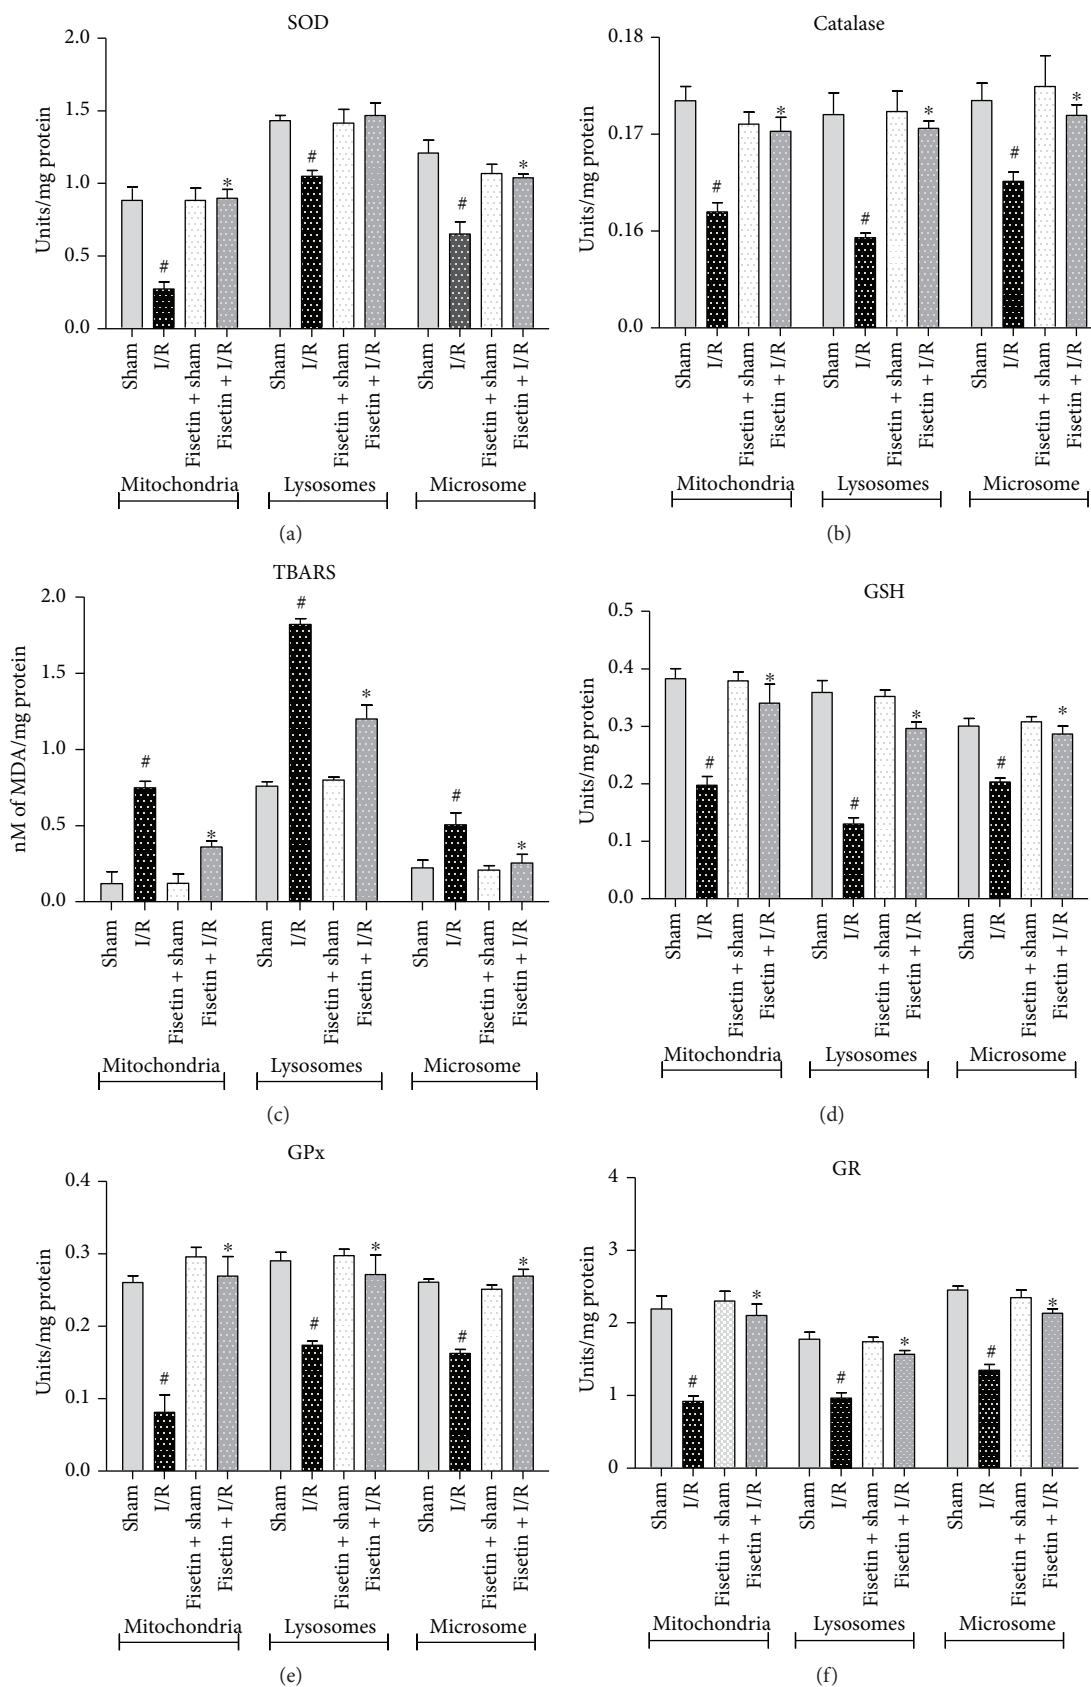 SOD
Units/mg protein
2.0
1.5
1.0
0.5
0.0
# # # * *
Sham I/R Fisetin + sham Fisetin + I/R Sham I/R Fisetin + sham Fisetin + I/R Sham I/R Fisetin + sham Fisetin + I/R
Mitochondria Lysosomes Microsome
(a)
Catalase
Units/mg protein
0.18
0.17
0.16
0.0
# * # * # *
Sham I/R Fisetin + sham Fisetin + I/R Sham I/R Fisetin + sham Fisetin + I/R Sham I/R Fisetin + sham Fisetin + I/R
Mitochondria Lysosomes Microsome
(b)
TBARS
nM of MDA/mg protein
2.0
1.5
1.0
0.5
0.0
# * # * # *
Sham I/R Fisetin + sham Fisetin + I/R Sham I/R Fisetin + sham Fisetin + I/R Sham I/R Fisetin + sham Fisetin + I/R
Mitochondria Lysosomes Microsome
(c)
GSH
Units/mg protein
0.5
0.4
0.3
0.2
0.1
0.0
# * # * # *
Sham I/R Fisetin + sham Fisetin + I/R Sham I/R Fisetin + sham Fisetin + I/R Sham I/R Fisetin + sham Fisetin + I/R
Mitochondria Lysosomes Microsome
(d)
GPx
Units/mg protein
0.4
0.3
0.2
0.1
0.0
# * # * # *
Sham I/R Fisetin + sham Fisetin + I/R Sham I/R Fisetin + sham Fisetin + I/R Sham I/R Fisetin + sham Fisetin + I/R
Mitochondria Lysosomes Microsome
(e)
GR
Units/mg protein
4
3
2
1
0
# * # * # *
Sham I/R Fisetin + sham Fisetin + I/R Sham I/R Fisetin + sham Fisetin + I/R Sham I/R Fisetin + sham Fisetin + I/R
Mitochondria Lysosomes Microsome
(f)